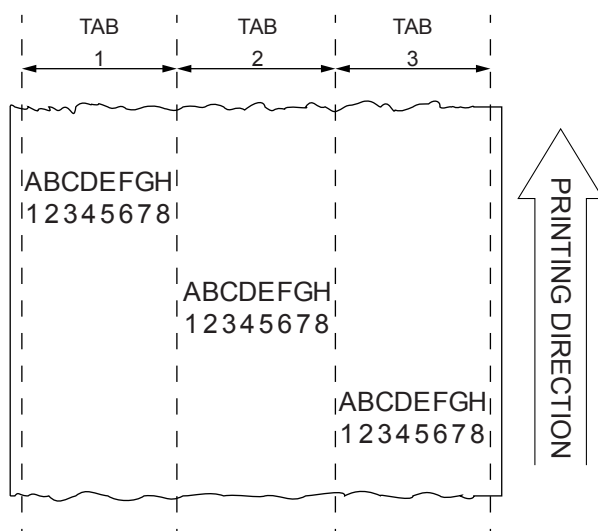 TAB TAB TAB
1 2 3
ABCDEFGH
12345678
ABCDEFGH
12345678
ABCDEFGH
12345678
PRINTING DIRECTION